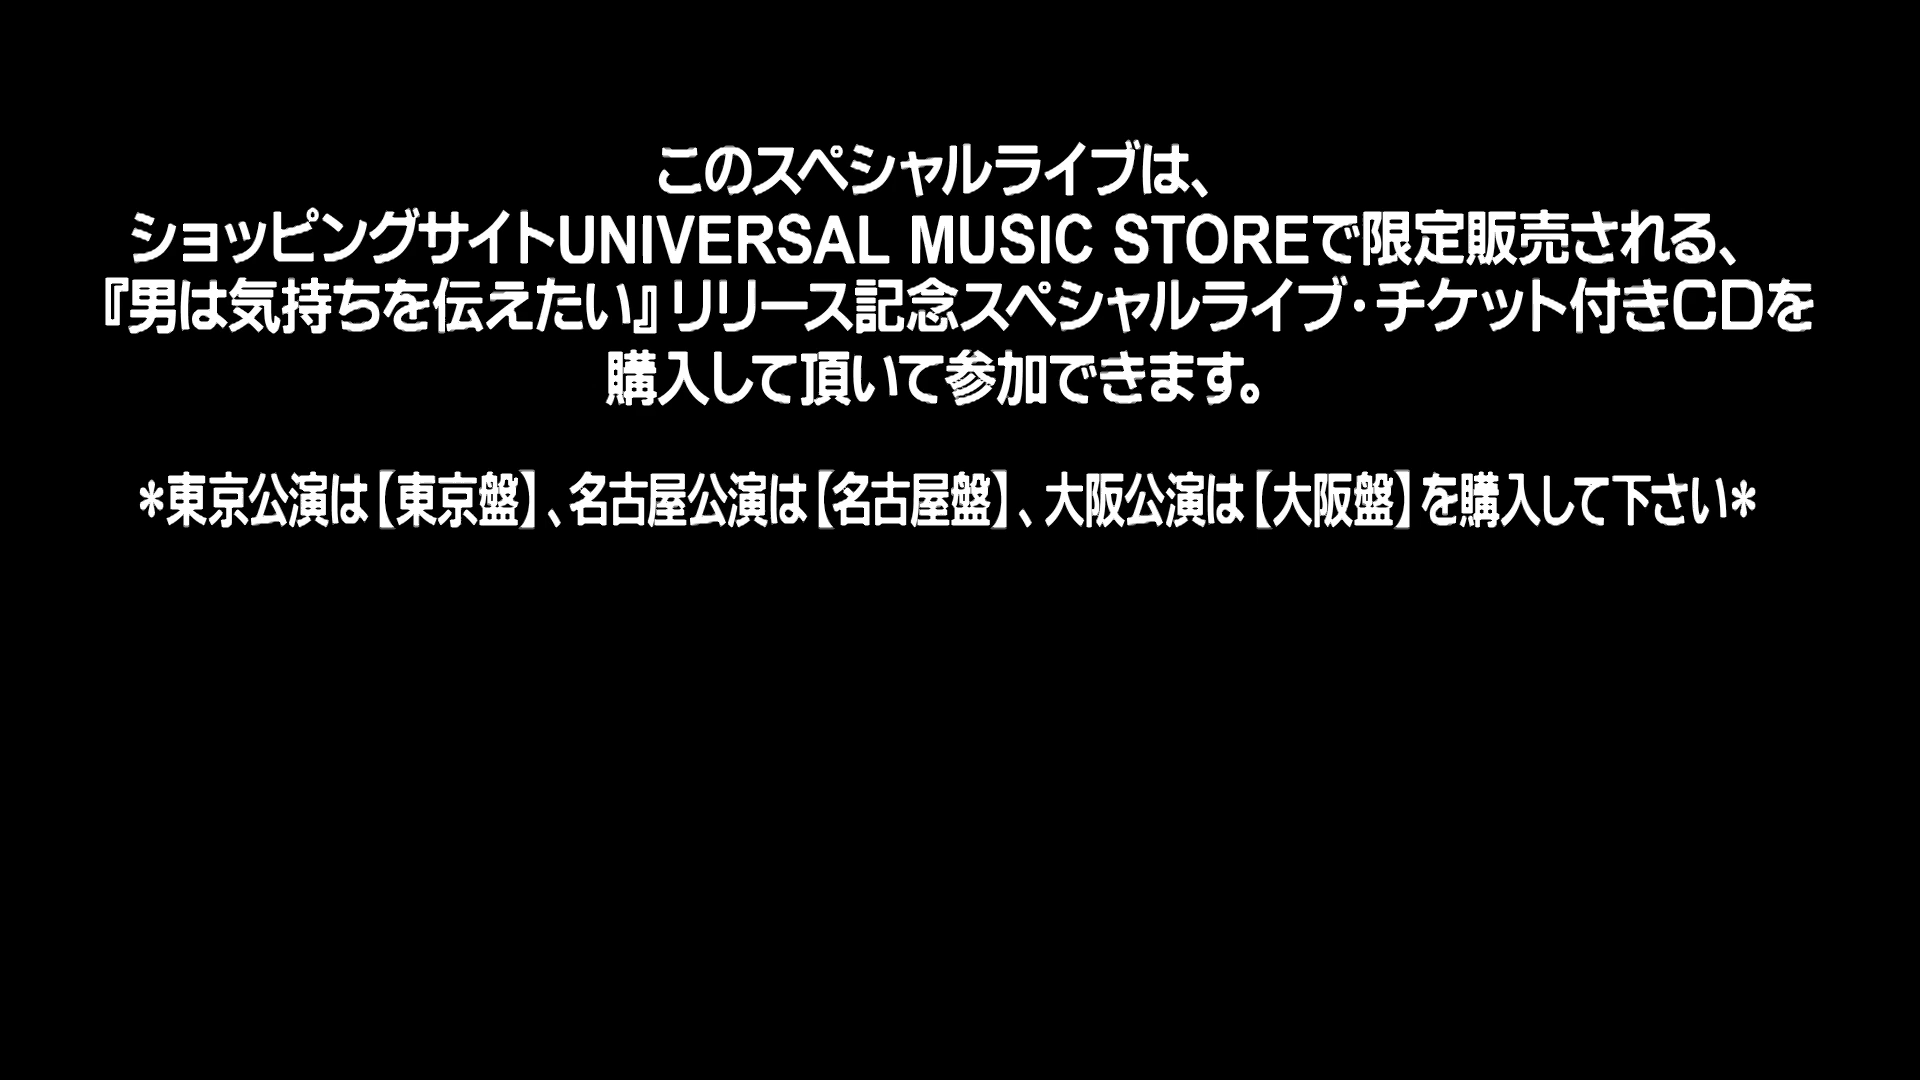 このスペシャルライブは、
ショッピングサイトUNIVERSAL MUSIC STOREで限定販売される、
『男は気持ちを伝えたい』リリース記念スペシャルライブ・チケット付きCDを
購入して頂いて参加できます。
*東京公演は【東京盤】、名古屋公演は【名古屋盤】、大阪公演は【大阪盤】を購入して下さい*